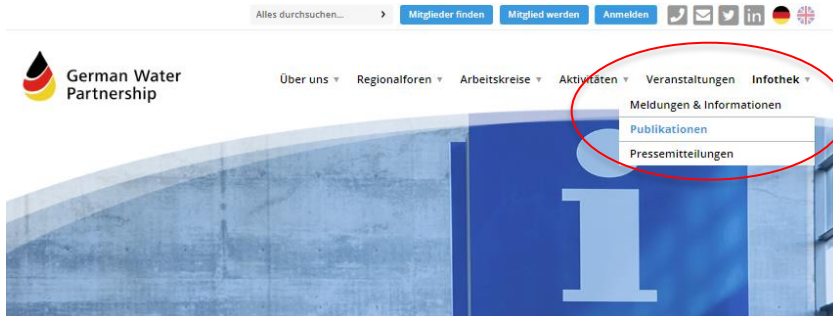 Alles durchsuchen... Mitglieder finden Mitglied werden Anmelden in
German Water
Partnership
Über uns Regionalforen Arbeitskreise Aktivitäten Veranstaltungen Infothek
Meldungen & Informationen
Publikationen
Pressemitteilungen
i